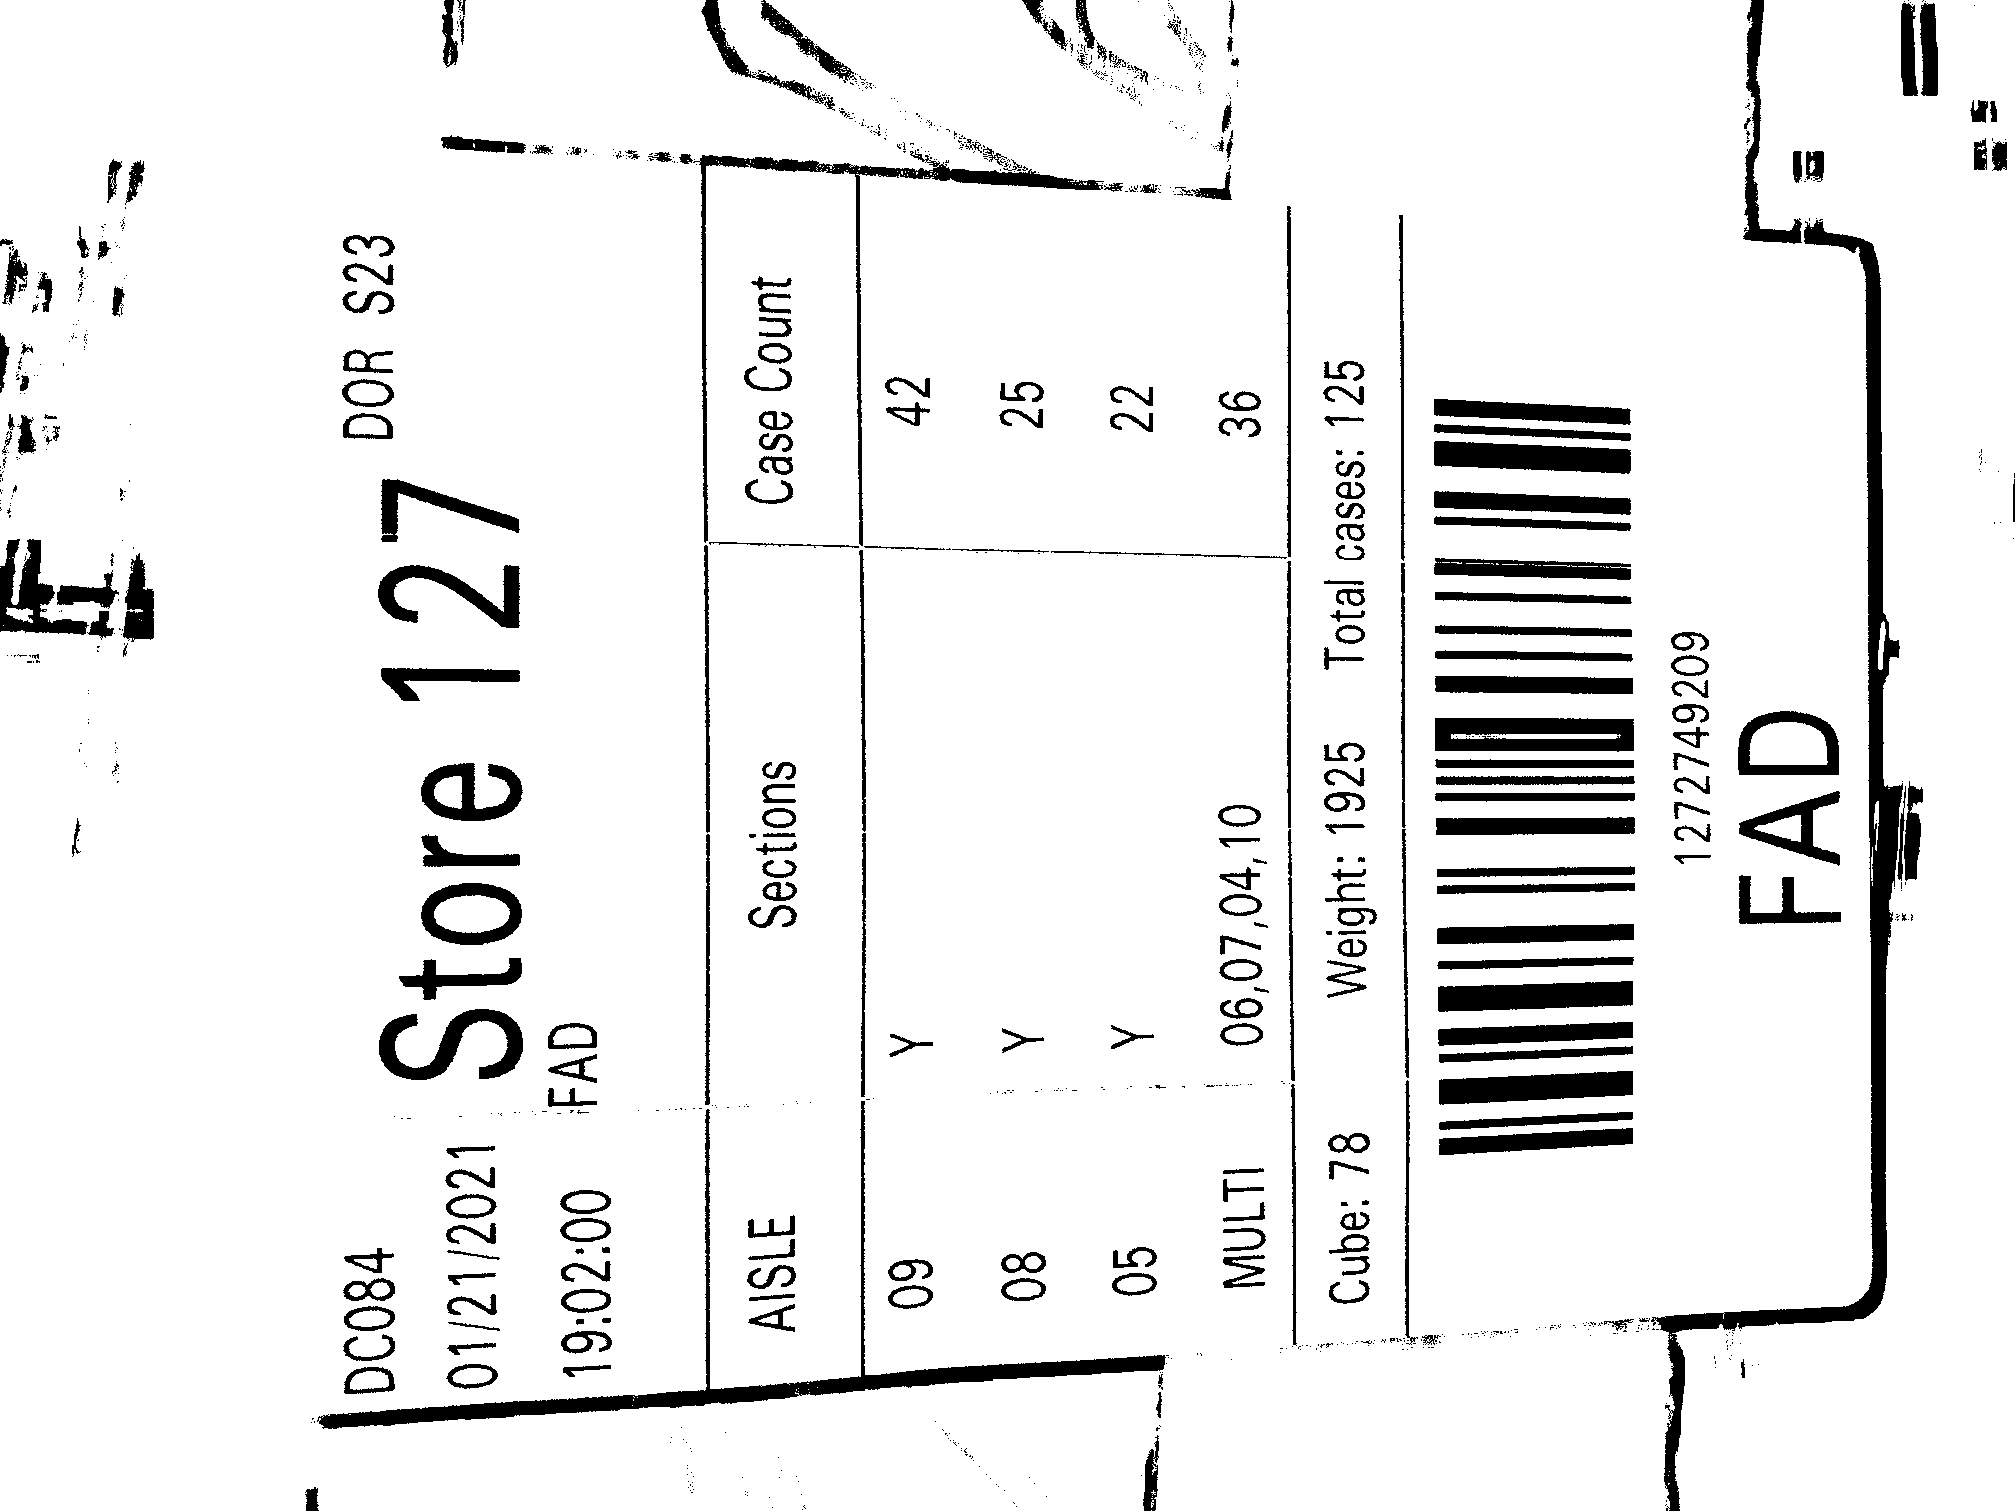 DC084 Store 127 DOR S23
01/21/2021
19:02:00 FAD
AISLE Sections Case Count
09 Y 42
08 Y 25
05 Y 22
MULTI 06,07,04,10 36
Cube: 78 Weight: 1925 Total cases: 125
12727749209
FAD